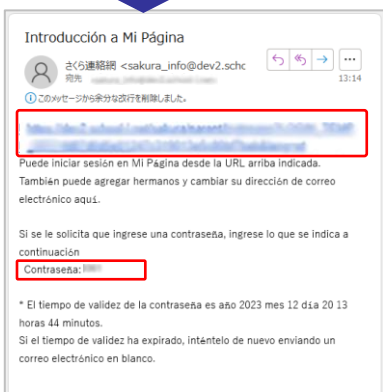 Introducción a Mi Página
さくら連絡網 <sakura_info@dev2.schc
宛先
13:14
このメッセージから余分な改行を削除しました。
Puede iniciar sesión en Mi Página desde la URL arriba indicada.
También puede agregar hermanos y cambiar su dirección de correo
electrónico aquí.
Si se le solicita que ingrese una contraseña, ingrese lo que se indica a
continuación
Contraseña:
* El tiempo de validez de la contraseña es año 2023 mes 12 día 20 13
horas 44 minutos.
Si el tiempo de validez ha expirado, inténtelo de nuevo enviando un
correo electrónico en blanco.